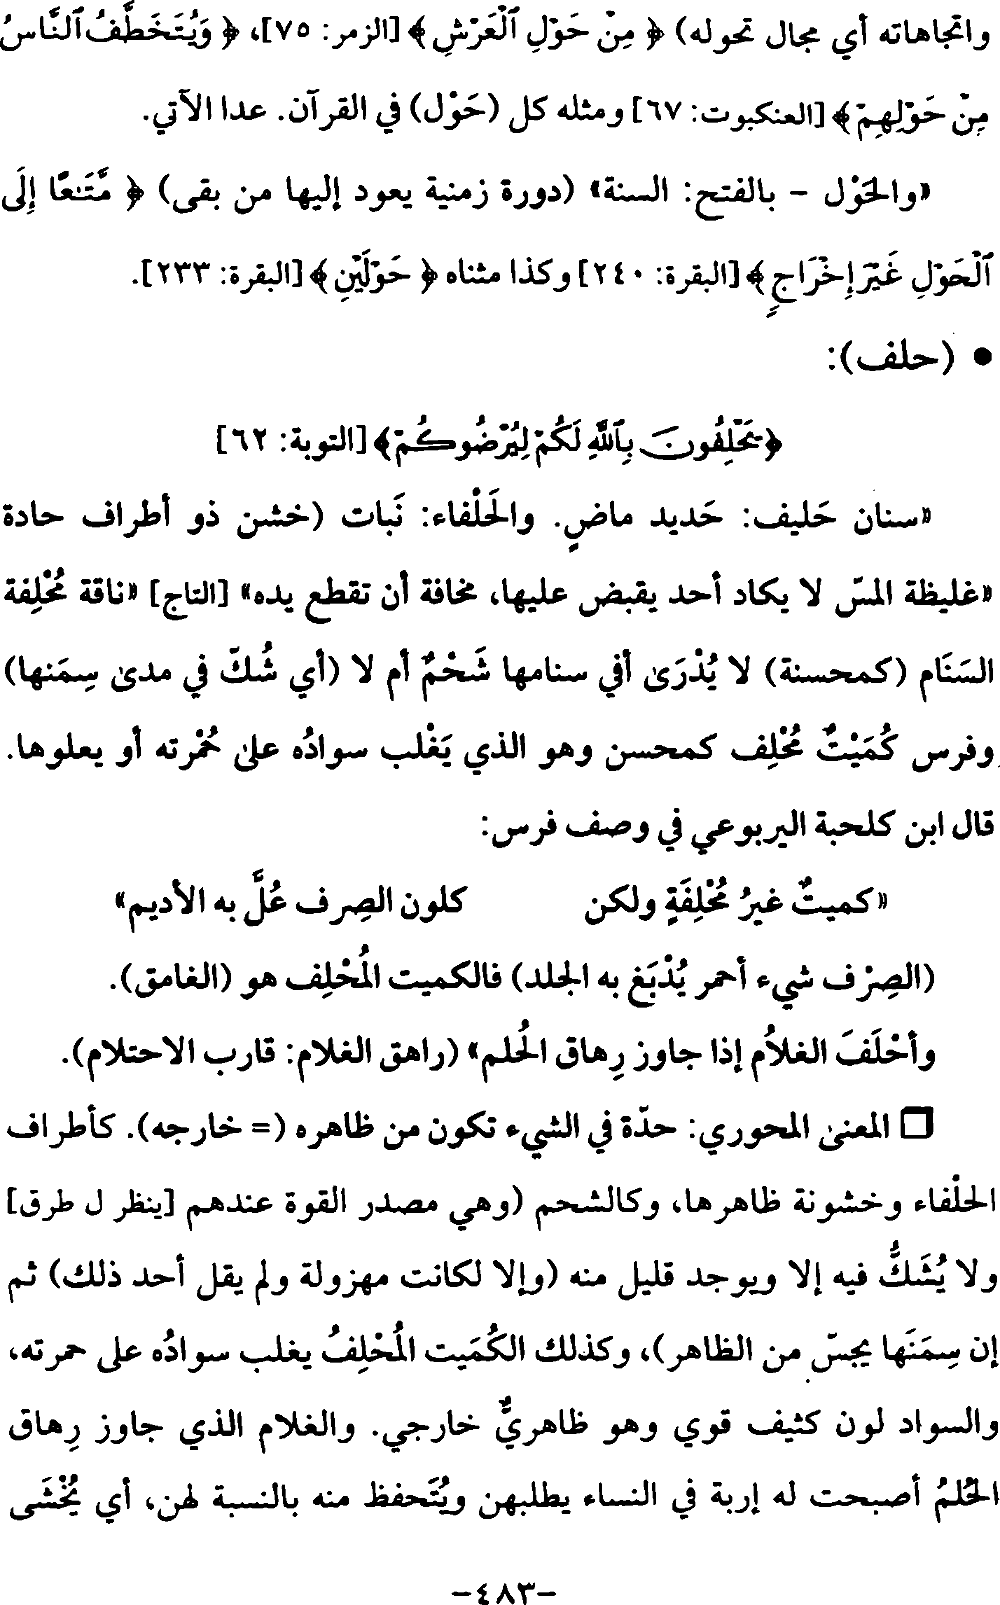 واتجاهاته أي مجال تحوله) ﴿ مِنْ حَوْلِ ٱلْعَرْشِ ﴾ [الزمر: ٧٥]، ﴿ وَيُتَخَطَّفُ ٱلنَّاسُ
مِنْ حَوْلِهِمْ ﴾ [العنكبوت: ٦٧] ومثله كل (حَوْل) في القرآن. عدا الآتي.
«والحَوْل - بالفتح: السنة» (دورة زمنية يعود إليها من بقى) ﴿ مَّتَـٰعًا إِلَى
ٱلْحَوْلِ غَيْرَ إِخْرَاجٍ ﴾ [البقرة: ٢٤٠] وكذا مثناه ﴿ حَوْلَيْنِ ﴾ [البقرة: ٢٣٣].
● (حلف):
﴿يَحْلِفُونَ بِٱللَّهِ لَكُمْ لِيُرْضُوكُمْ﴾ [التوبة: ٦٢]
«سنان حَليف: حَديد ماضٍ. والحَلْفاء: نَبات (خشن ذو أطراف حادة
«غليظة المسّ لا يكاد أحد يقبض عليها، مخافة أن تقطع يده» [التاج] «ناقة مُحْلِفة
السَنَام (كمحسنة) لا يُدْرَىٰ أفي سنامها شَحْمٌ أم لا (أي شُكّ في مدىٰ سِمَنها)
وفرس كُمَيْتٌ مُحْلِف كمحسن وهو الذي يَغْلب سوادُه علىٰ حُمْرته أو يعلوها.
قال ابن كلحبة اليربوعي في وصف فرس:
«كميتٌ غيرُ مُحْلِفَةٍ ولكن كلون الصِرف عُلَّ به الأديم»
(الصِرْف شيء أحمر يُدْبَغ به الجلد) فالكميت المُحْلِف هو (الغامق).
وأحْلَفَ الغلاُم إذا جاوز رِهاق الحُلم» (راهق الغلام: قارب الاحتلام).
❒ المعنىٰ المحوري: حدّة في الشيء تكون من ظاهره (= خارجه). كأطراف
الحلْفاء وخشونة ظاهرها، وكالشحم (وهي مصدر القوة عندهم [ينظر ل طرق]
ولا يُشَكُّ فيه إلا ويوجد قليل منه (وإلا لكانت مهزولة ولم يقل أحد ذلك) ثم
إن سِمَنَها يجسّ من الظاهر)، وكذلك الكُمَيت المُحْلِفُ يغلب سوادُه على حمرته،
والسواد لون كثيف قوي وهو ظاهريٌّ خارجي. والغلام الذي جاوز رِهاق
الحُلمُ أصبحت له إربة في النساء يطلبهن ويُتَحفظ منه بالنسبة لهن، أي يُخْشَى
-٤٨٣-